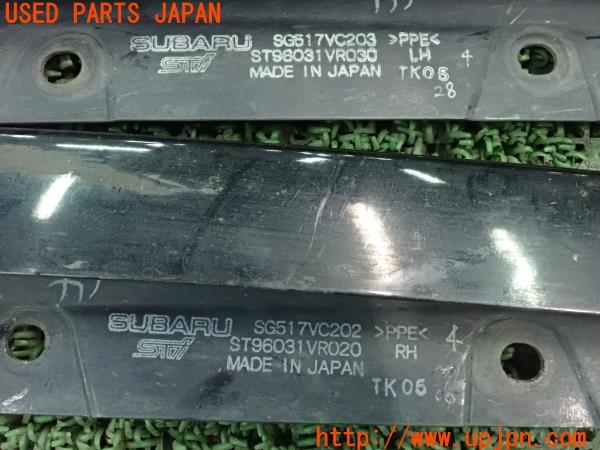 USED PARTS JAPAN
SUBARU SG517VC203 >PPE<
STI ST96031VR030 LH 4
MADE IN JAPAN TK05
28
SUBARU SG517VC202 >PPE< 4
STI ST96031VR020 RH
MADE IN JAPAN
TK05
http://www.upjpn.com/